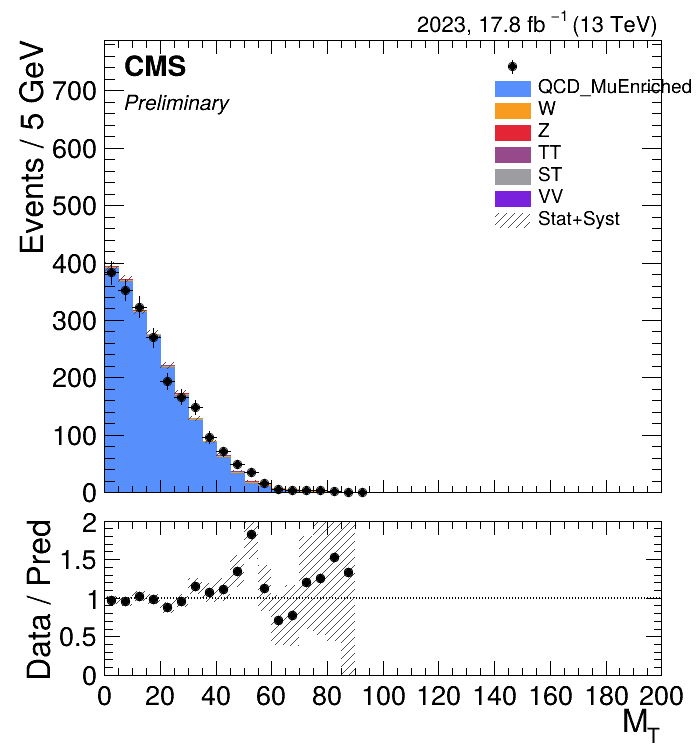 2023, 17.8 fb⁻¹ (13 TeV)
CMS
Preliminary
QCD_MuEnriched
W
Z
TT
ST
VV
Stat+Syst
Events / 5 GeV
700
600
500
400
300
200
100
0
Data / Pred
2
1.5
1
0.5
0
0 20 40 60 80 100 120 140 160 180 200
M_T